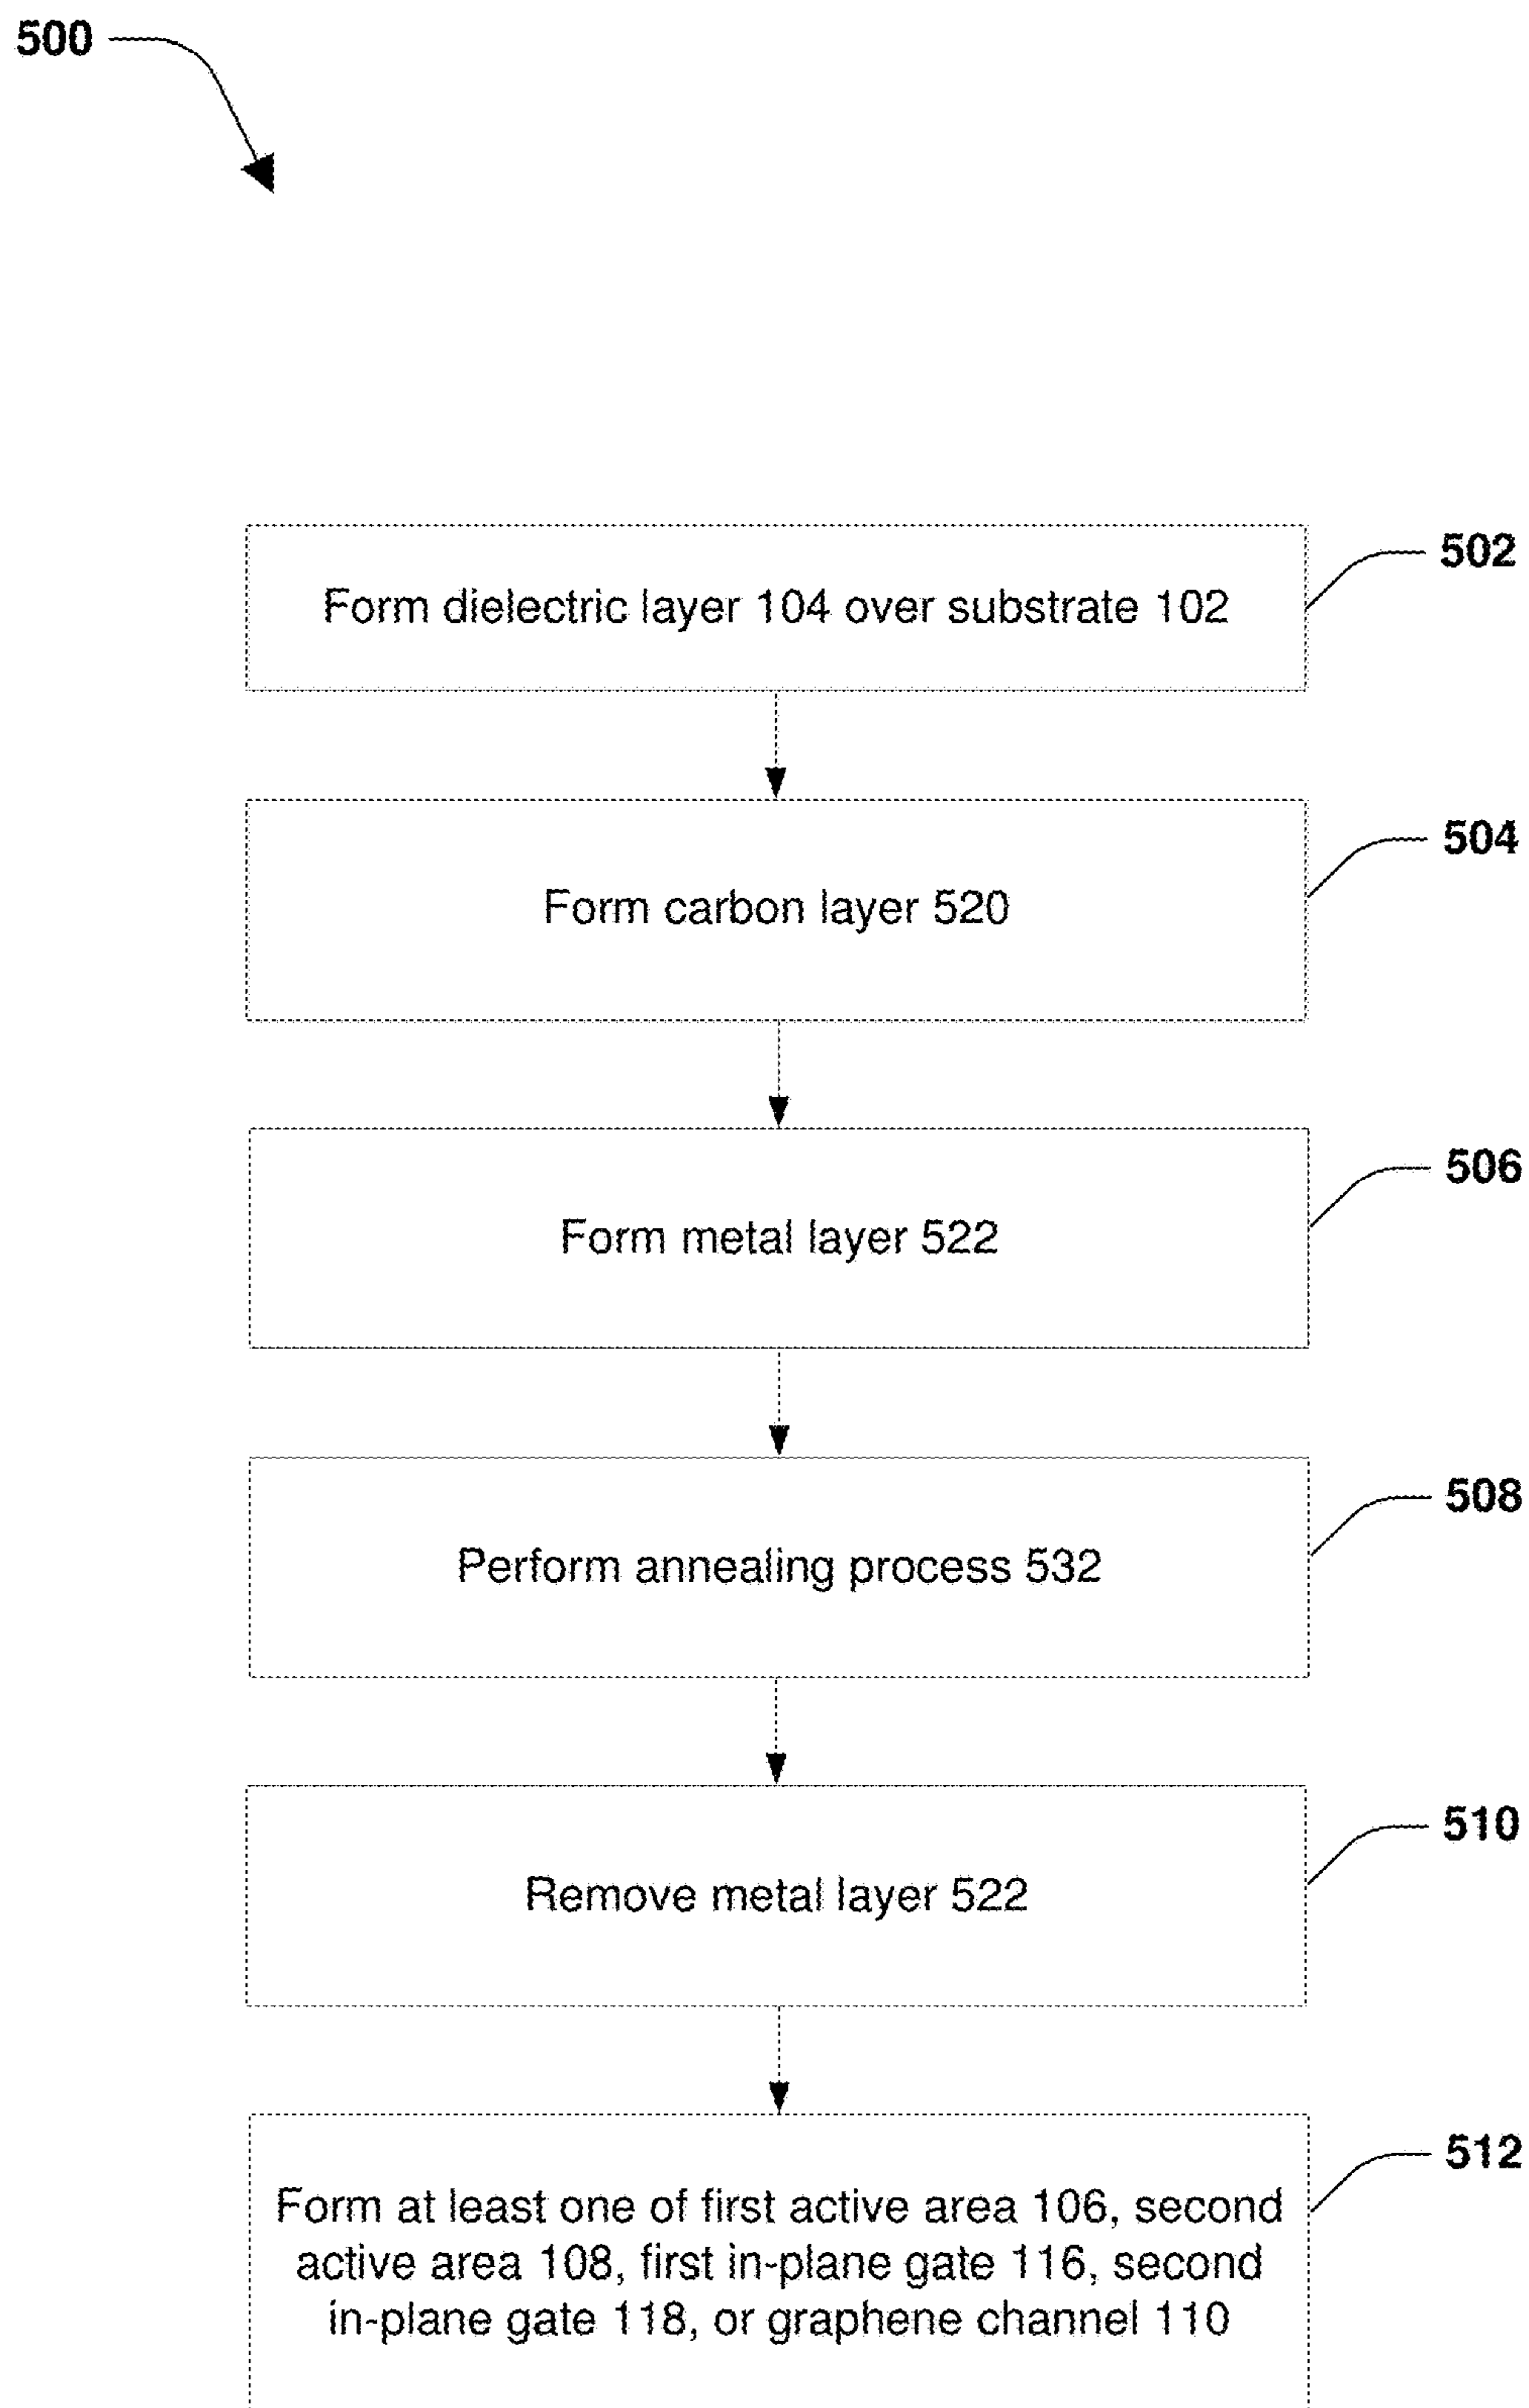 500
Form dielectric layer 104 over substrate 102
502
Form carbon layer 520
504
Form metal layer 522
506
Perform annealing process 532
508
Remove metal layer 522
510
Form at least one of first active area 106, second
active area 108, first in-plane gate 116, second
in-plane gate 118, or graphene channel 110
512